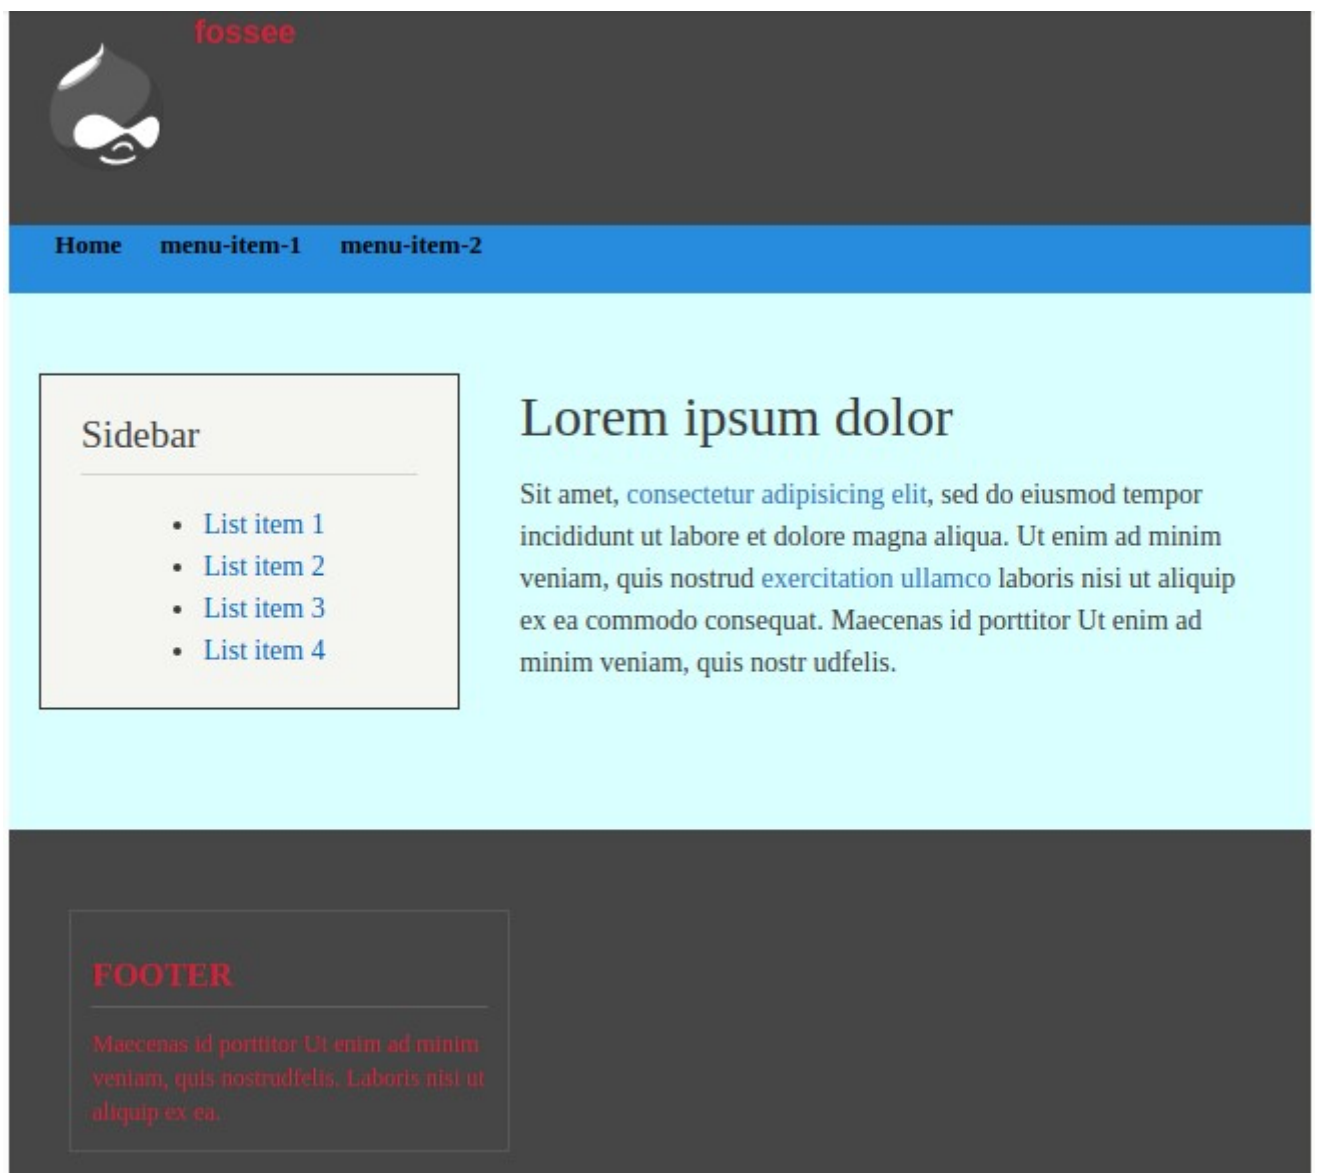 fossee
Home menu-item-1 menu-item-2
Sidebar
List item 1
List item 2
List item 3
List item 4
Lorem ipsum dolor
Sit amet, consectetur adipisicing elit, sed do eiusmod tempor
incididunt ut labore et dolore magna aliqua. Ut enim ad minim
veniam, quis nostrud exercitation ullamco laboris nisi ut aliquip
ex ea commodo consequat. Maecenas id porttitor Ut enim ad
minim veniam, quis nostr udfelis.
FOOTER
Maecenas id porttitor Ut enim ad minim
veniam, quis nostrudfelis. Laboris nisi ut
aliquip ex ea.